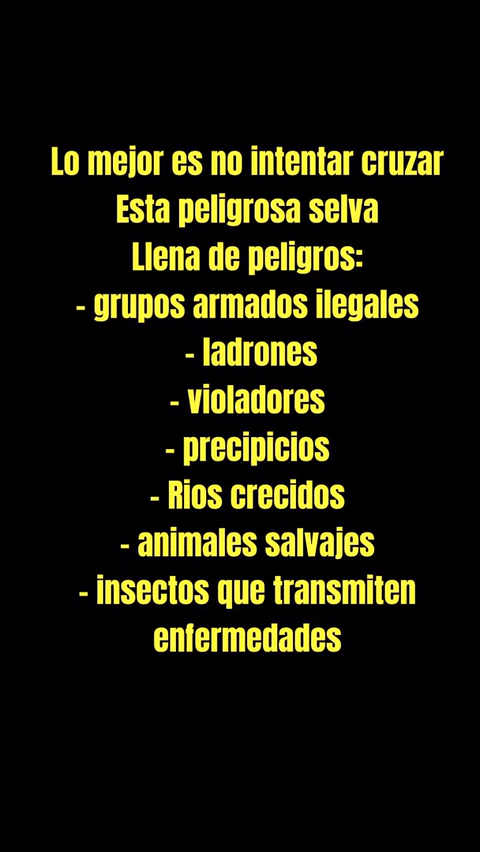 Lo mejor es no intentar cruzar
Esta peligrosa selva
Llena de peligros:
- grupos armados ilegales
- ladrones
- violadores
- precipicios
- Rios crecidos
- animales salvajes
- insectos que transmiten
enfermedades